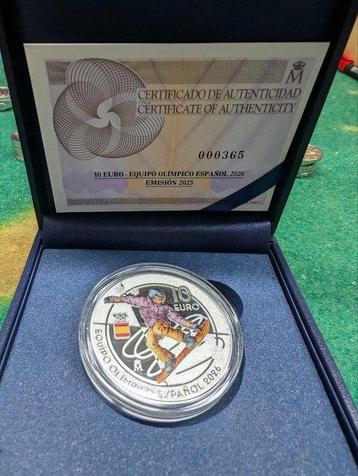 M
CERTIFICADO DE AUTENTICIDAD
CERTIFICATE OF AUTHENTICITY
000365
10 EURO - EQUIPO OLÍMPICO ESPAÑOL 2026
EMISIÓN 2025
10
EURO
EQUIPO OLÍMPICO ESPAÑOL 2026
M